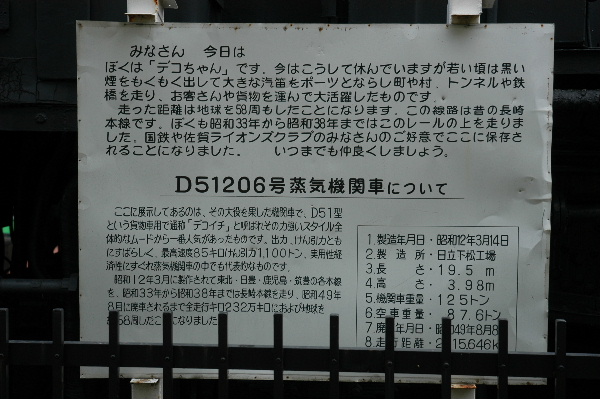 みなさん 今日は
ぼくは「デコちゃん」です．今はこうして休んでいますが若い頃は黒い
煙をもくもく出して大きな汽笛をポーッとならし町や村．トンネルや鉄
橋を走り、お客さんや貨物を運んで大活躍したものです．
走った距離は地球を58周もしたことになります．この線路は昔の長崎
本線です．ぼくも昭和33年から昭和38年まではこのレールの上を走りま
した．国鉄や佐賀ライオンズクラブのみなさんのご好意でここに保存さ
れることになりました． いつまでも仲良くしましょう．
D51206号蒸気機関車について
ここに展示してあるのは、その大役を果した機関車で、D51型
という貨物車用で通称「デコイチ」と呼ばれその力強いスタイル全
体的なムードから一番人気があったものです．出力、けん引力とも
にすばらしく、最高速度85キロけん引力1,100トン、実用性経
済性にすぐれ蒸気機関車の中でも代表的なものです．
昭和12年3月に製作されて東北・日豊・鹿児島・筑豊の各本線
を、昭和33年から昭和38年までは長崎本線を走り、昭和49年
8月に廃車されるまで全走行キロ232万キロにおよび地球を
58周したことになりました
1.製造年月日・昭和12年3月14日
2.製造所・日立下松工場
3.長さ・19.5m
4.高さ・3.98m
5.機関車重量・125トン
6.空車重量・87.6トン
7.廃 年月日・昭和49年8月8
8.走行距離・2 15.646k